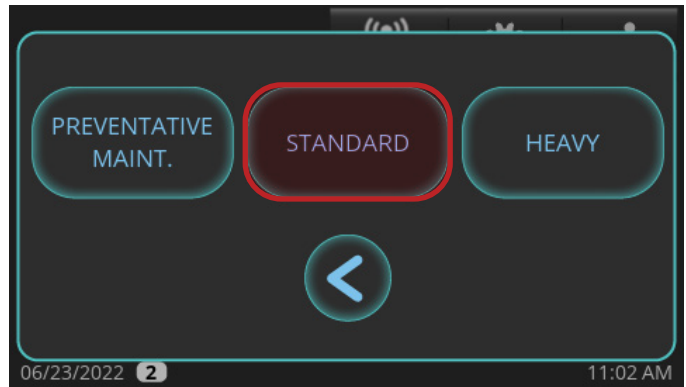 PREVENTATIVE
MAINT.
STANDARD
HEAVY
06/23/2022 2
11:02 AM